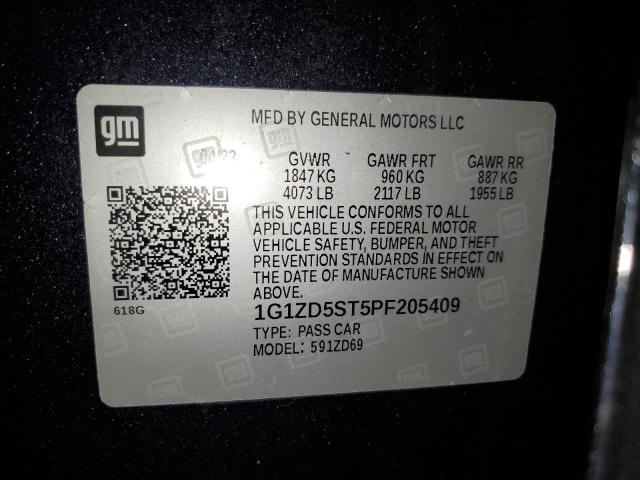 gm
MFD BY GENERAL MOTORS LLC
04/23
GVWR GAWR FRT GAWR RR
1847 KG 960 KG 887 KG
4073 LB 2117 LB 1955 LB
THIS VEHICLE CONFORMS TO ALL
APPLICABLE U.S. FEDERAL MOTOR
VEHICLE SAFETY, BUMPER, AND THEFT
PREVENTION STANDARDS IN EFFECT ON
THE DATE OF MANUFACTURE SHOWN
ABOVE.
618G
1G1ZD5ST5PF205409
TYPE: PASS CAR
MODEL: 591ZD69